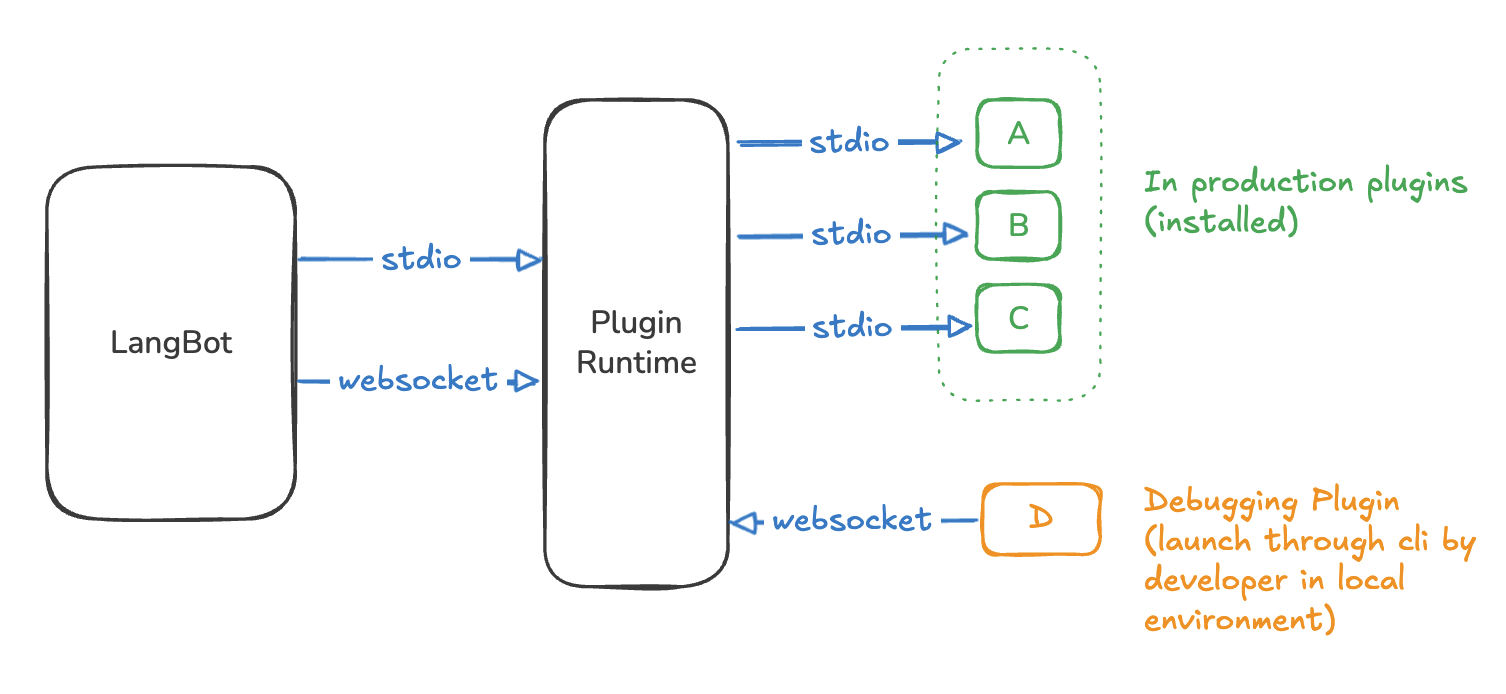 LangBot
stdio
websocket
Plugin
Runtime
stdio
stdio
stdio
websocket
A
B
C
D
In production plugins
(installed)
Debugging Plugin
(launch through cli by
developer in local
environment)